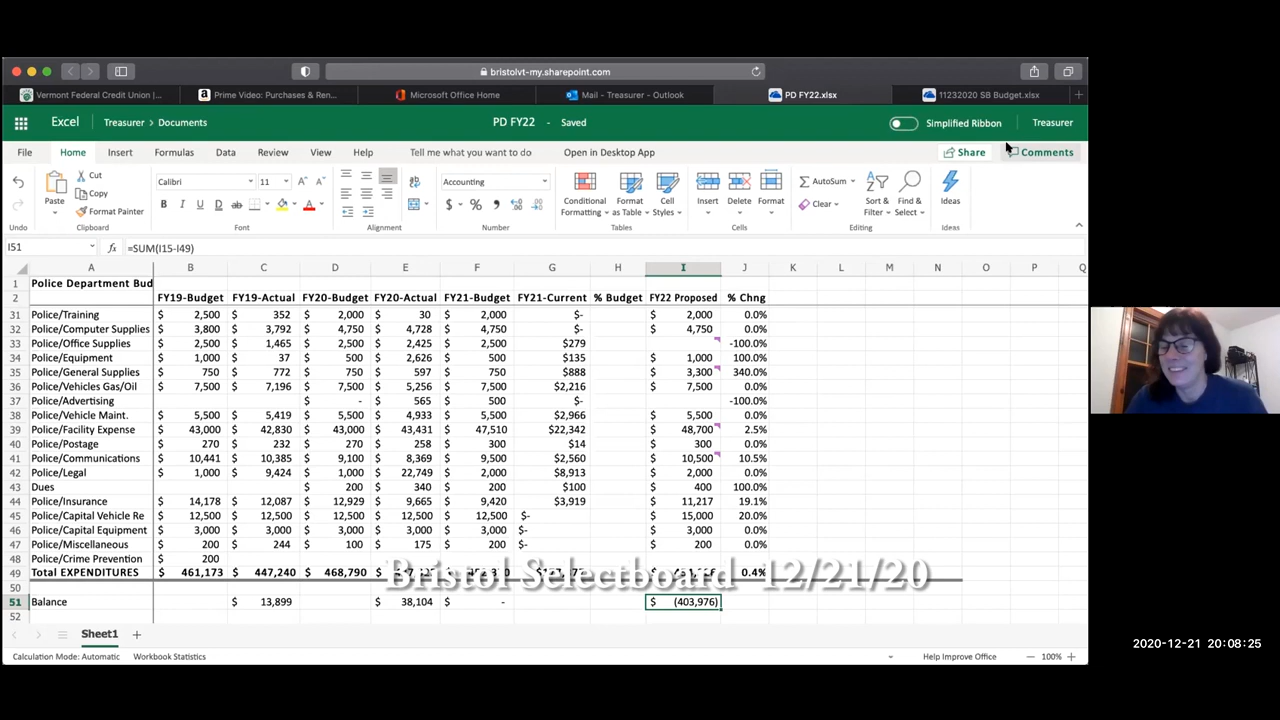 bristolvt-my.sharepoint.com
Vermont Federal Credit Union |... Prime Video: Purchases & Ren... Microsoft Office Home Mail - Treasurer - Outlook PD FY22.xlsx 11232020 SB Budget.xlsx
Excel Treasurer > Documents PD FY22 - Saved Simplified Ribbon Treasurer
File Home Insert Formulas Data Review View Help Tell me what you want to do Open in Desktop App Share Comments
Cut
Copy
Format Painter
Paste
Calibri 11 Accounting
Conditional Formatting Format as Table Cell Styles Insert Delete Format AutoSum Clear Sort & Filter Find & Select Ideas
Undo Clipboard Font Alignment Number Tables Cells Editing Ideas
I51 fx =SUM(I15-I49)
A B C D E F G H I J K L M N O P Q
1 Police Department Bud
2 FY19-Budget FY19-Actual FY20-Budget FY20-Actual FY21-Budget FY21-Current % Budget FY22 Proposed % Chng
31 Police/Training $ 2,500 $ 352 $ 2,000 $ 30 $ 2,000 $- $ 2,000 0.0%
32 Police/Computer Supplies $ 3,800 $ 3,792 $ 4,750 $ 4,728 $ 4,750 $- $ 4,750 0.0%
33 Police/Office Supplies $ 2,500 $ 1,465 $ 2,500 $ 2,425 $ 2,500 $279 -100.0%
34 Police/Equipment $ 1,000 $ 37 $ 500 $ 2,626 $ 500 $135 $ 1,000 100.0%
35 Police/General Supplies $ 750 $ 772 $ 750 $ 597 $ 750 $888 $ 3,300 340.0%
36 Police/Vehicles Gas/Oil $ 7,500 $ 7,196 $ 7,500 $ 5,256 $ 7,500 $2,216 $ 7,500 0.0%
37 Police/Advertising $ - $ 565 $ 500 $- -100.0%
38 Police/Vehicle Maint. $ 5,500 $ 5,419 $ 5,500 $ 4,933 $ 5,500 $2,966 $ 5,500 0.0%
39 Police/Facility Expense $ 43,000 $ 42,830 $ 43,000 $ 43,431 $ 47,510 $22,342 $ 48,700 2.5%
40 Police/Postage $ 270 $ 232 $ 270 $ 258 $ 300 $14 $ 300 0.0%
41 Police/Communications $ 10,441 $ 10,385 $ 9,100 $ 8,369 $ 9,500 $2,560 $ 10,500 10.5%
42 Police/Legal $ 1,000 $ 9,424 $ 1,000 $ 22,749 $ 2,000 $8,913 $ 2,000 0.0%
43 Dues $ 200 $ 340 $ 200 $100 $ 400 100.0%
44 Police/Insurance $ 14,178 $ 12,087 $ 12,929 $ 9,665 $ 9,420 $3,919 $ 11,217 19.1%
45 Police/Capital Vehicle Re $ 12,500 $ 12,500 $ 12,500 $ 12,500 $ 12,500 $- $ 15,000 20.0%
46 Police/Capital Equipment $ 3,000 $ 3,000 $ 3,000 $ 3,000 $ 3,000 $- $ 3,000 0.0%
47 Police/Miscellaneous $ 200 $ 244 $ 100 $ 175 $ 200 $- $ 200 0.0%
48 Police/Crime Prevention $ 200
49 Total EXPENDITURES $ 461,173 $ 447,240 $ 468,790 0.4%
Bristol Selectboard 12/21/20
50
51 Balance $ 13,899 $ 38,104 $ - $ (403,976)
52
Sheet1
Calculation Mode: Automatic Workbook Statistics Help Improve Office 100%
2020-12-21 20:08:25